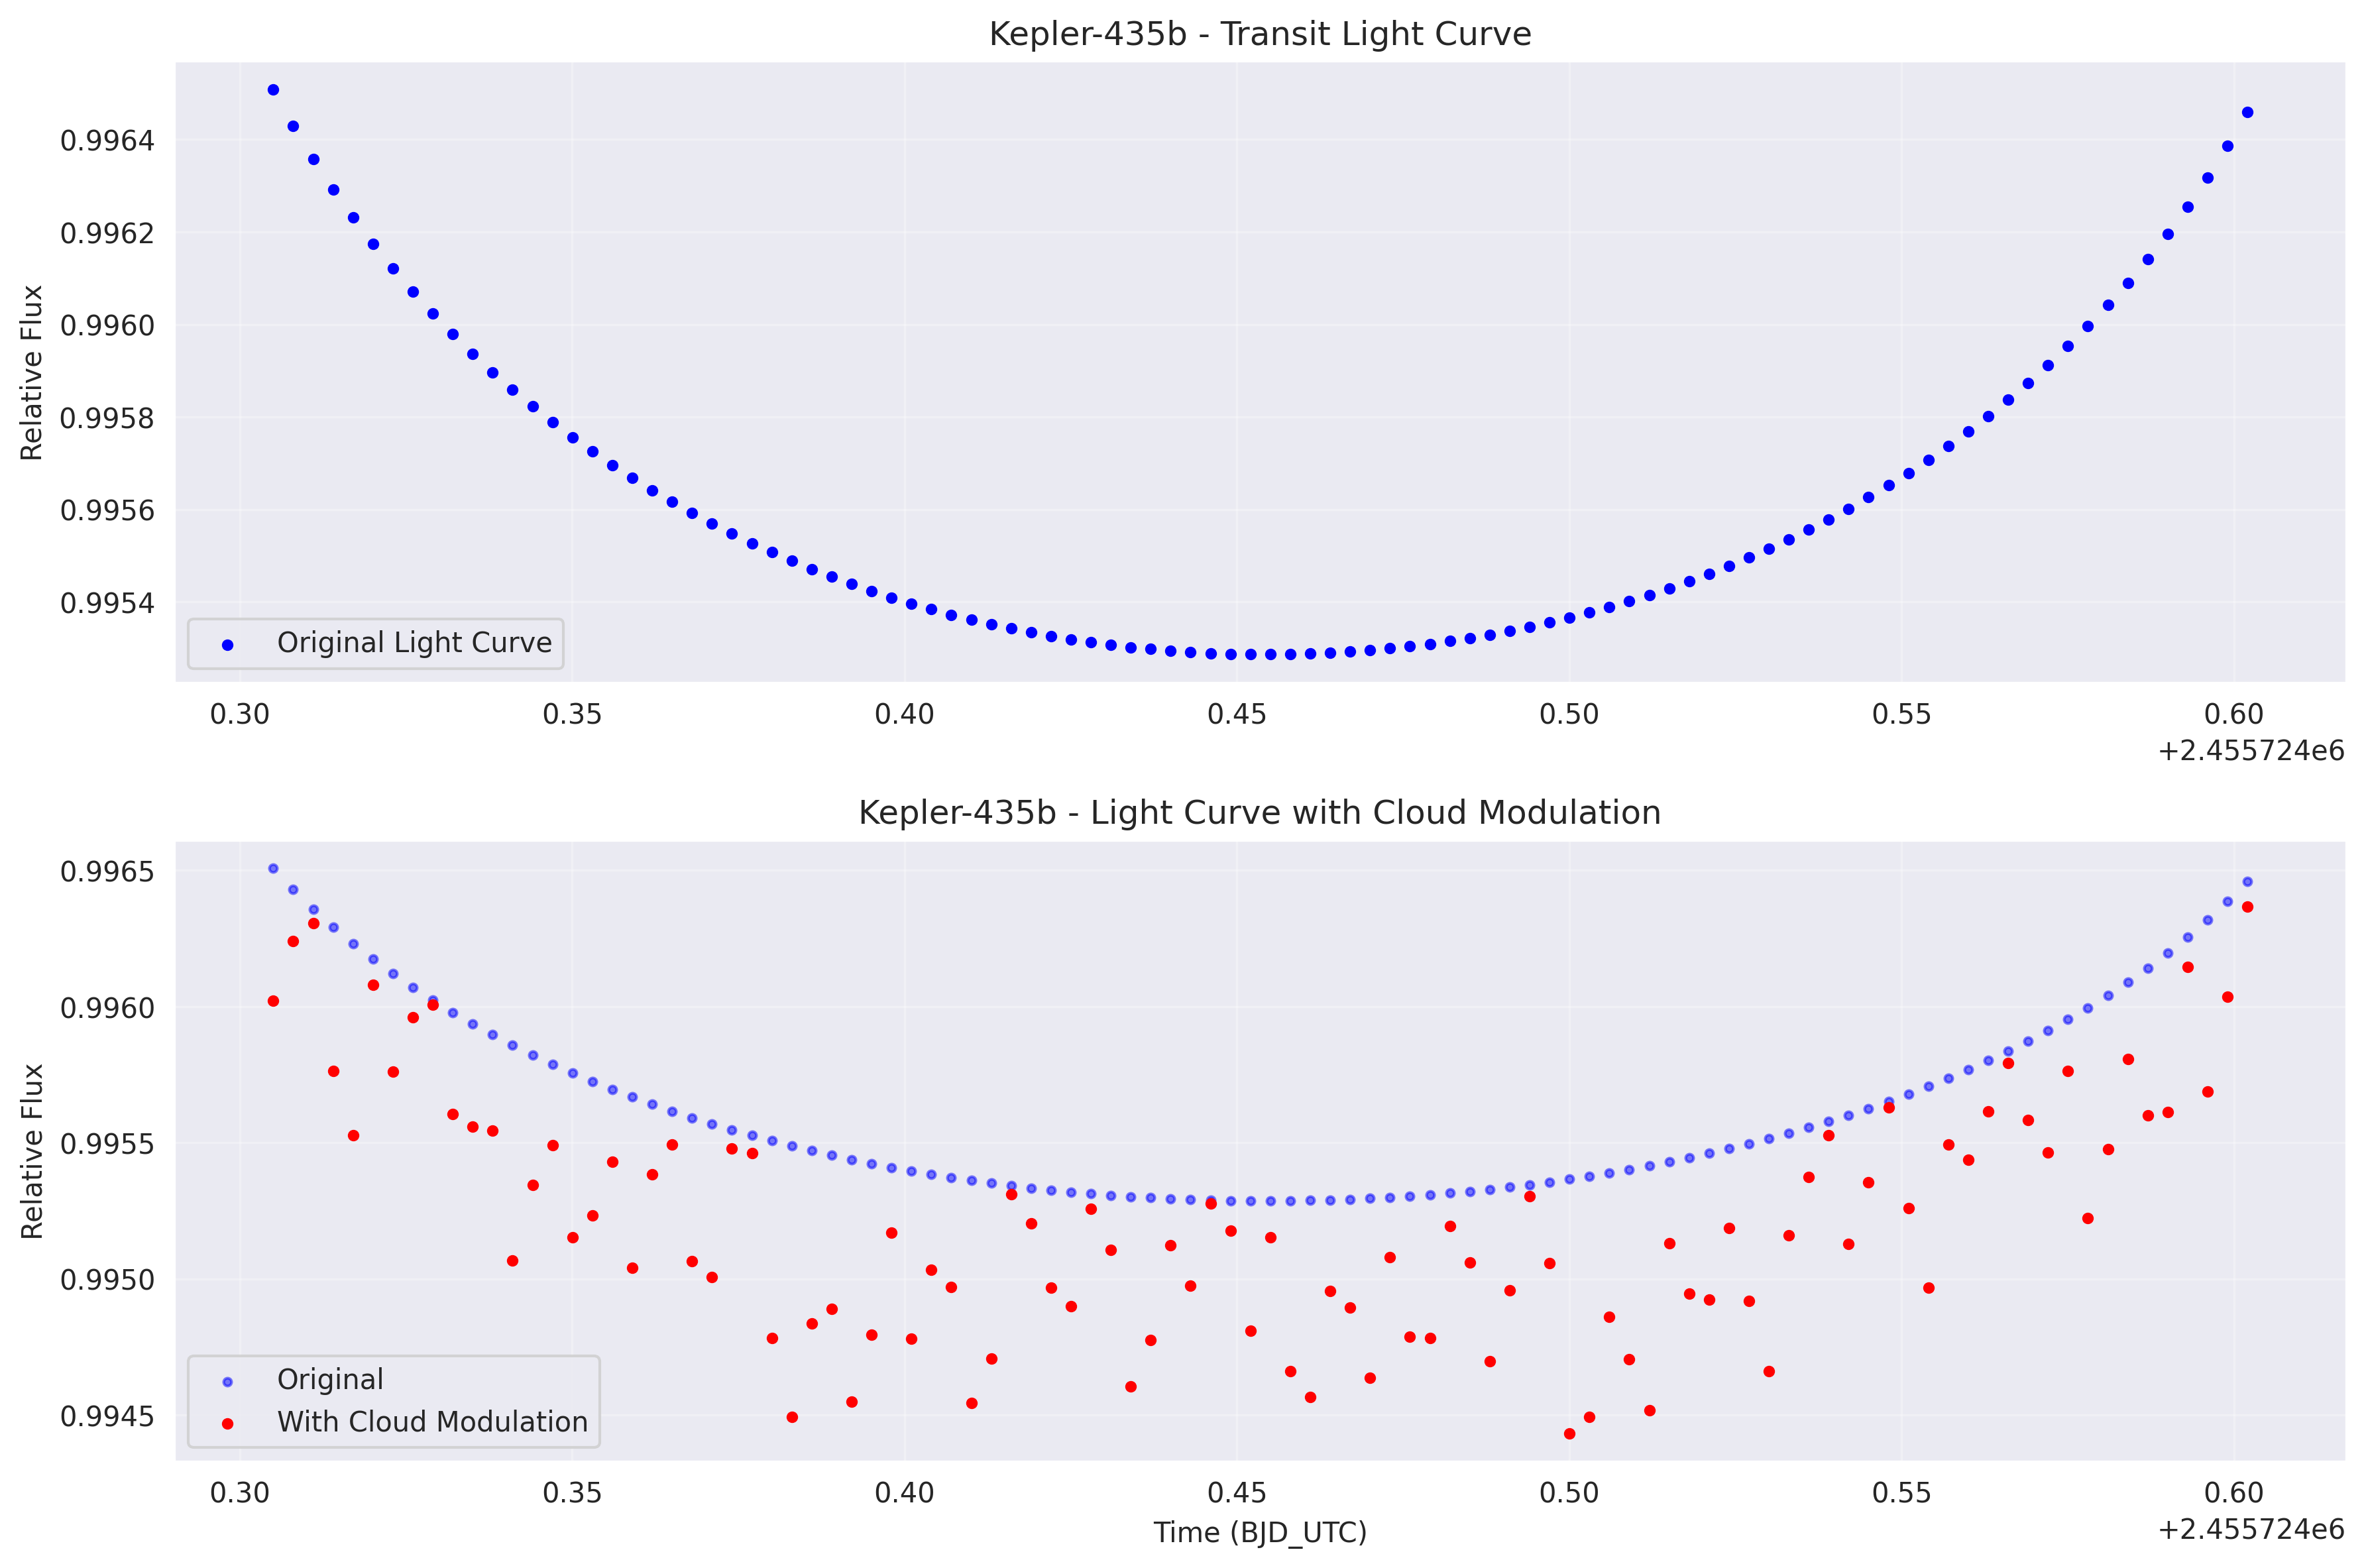 Kepler-435b - Transit Light Curve
Relative Flux
0.9964
0.9962
0.9960
0.9958
0.9956
0.9954
Original Light Curve
0.30 0.35 0.40 0.45 0.50 0.55 0.60
+2.455724e6
Kepler-435b - Light Curve with Cloud Modulation
Relative Flux
0.9965
0.9960
0.9955
0.9950
0.9945
Original
With Cloud Modulation
0.30 0.35 0.40 0.45 0.50 0.55 0.60
Time (BJD_UTC)
+2.455724e6